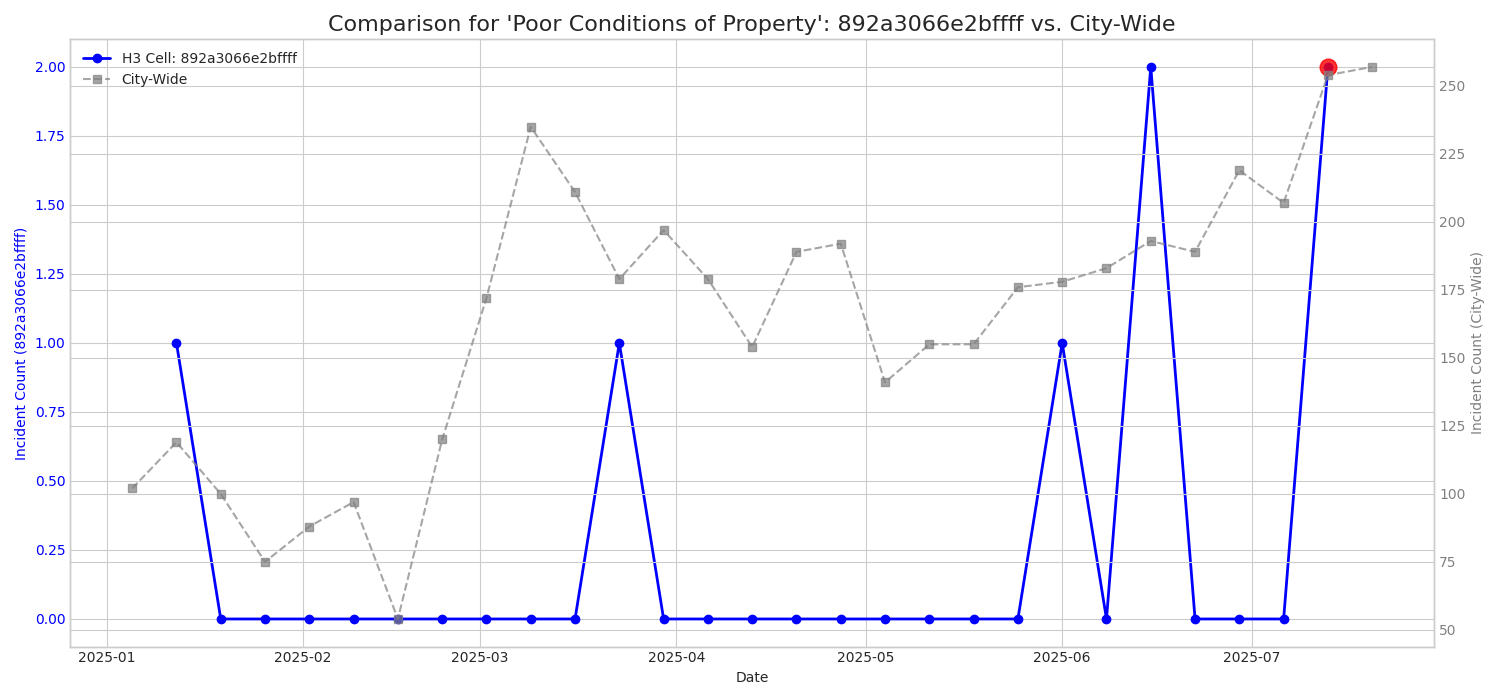 Comparison for 'Poor Conditions of Property': 892a3066e2bffff vs. City-Wide
H3 Cell: 892a3066e2bffff
City-Wide
Incident Count (892a3066e2bffff)
2.00
1.75
1.50
1.25
1.00
0.75
0.50
0.25
0.00
250
225
200
175
150
125
100
75
50
Incident Count (City-Wide)
2025-01 2025-02 2025-03 2025-04 2025-05 2025-06 2025-07
Date